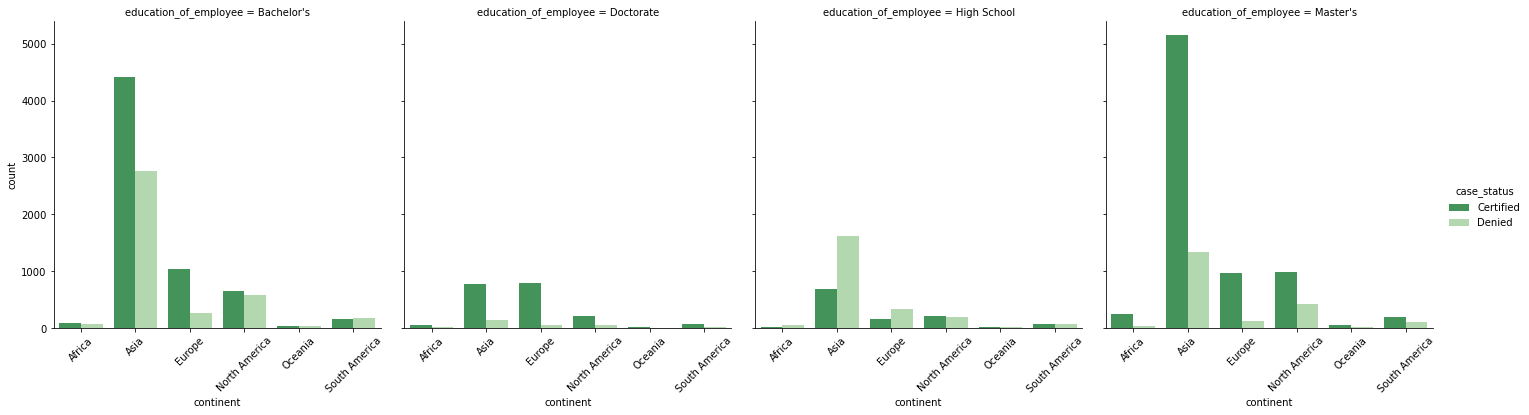 education_of_employee = Bachelor's
education_of_employee = Doctorate
education_of_employee = High School
education_of_employee = Master's
5000
4000
3000
2000
1000
0
count
Africa
Asia
Europe
North America
Oceania
South America
continent
Africa
Asia
Europe
North America
Oceania
South America
continent
Africa
Asia
Europe
North America
Oceania
South America
continent
Africa
Asia
Europe
North America
Oceania
South America
continent
case_status
Certified
Denied